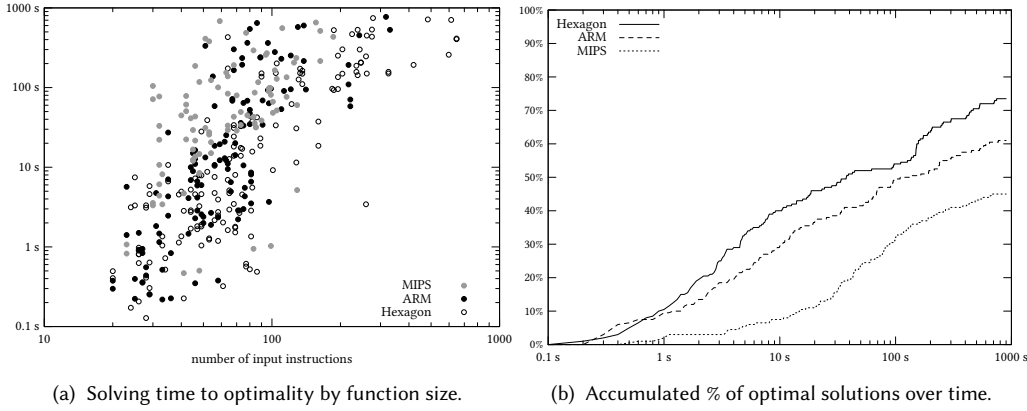 1000 s
100 s
10 s
1 s
0.1 s
10
100
1000
number of input instructions
MIPS
ARM
Hexagon
(a) Solving time to optimality by function size.
100%
90%
80%
70%
60%
50%
40%
30%
20%
10%
0%
0.1 s
1 s
10 s
100 s
1000 s
Hexagon
ARM
MIPS
(b) Accumulated % of optimal solutions over time.